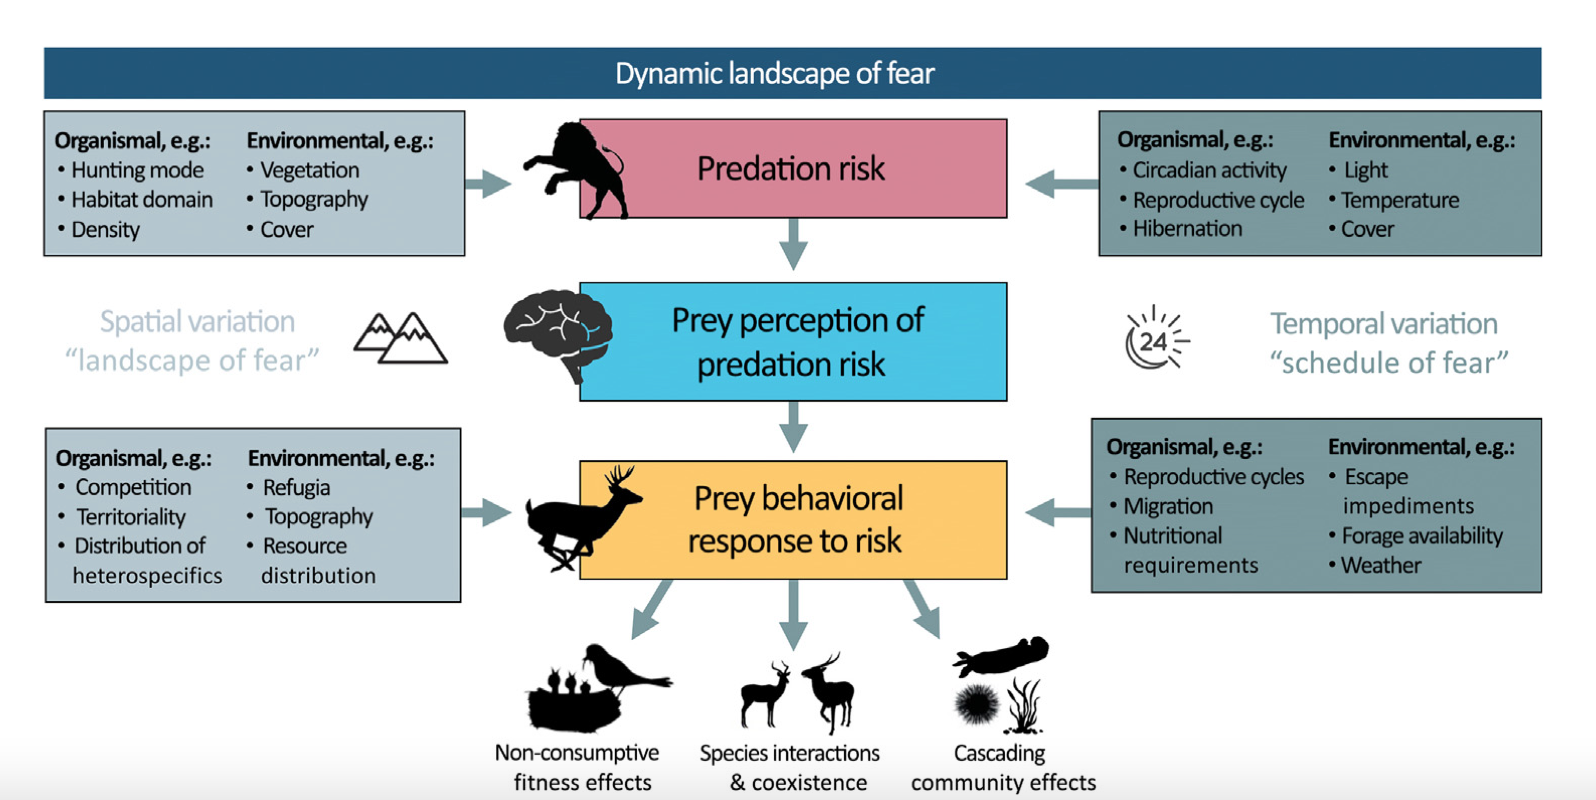 Dynamic landscape of fear
Organismal, e.g.:
• Hunting mode
• Habitat domain
• Density
Environmental, e.g.:
• Vegetation
• Topography
• Cover
Predation risk
Organismal, e.g.:
• Circadian activity
• Reproductive cycle
• Hibernation
Environmental, e.g.:
• Light
• Temperature
• Cover
Spatial variation
“landscape of fear”
Prey perception of
predation risk
24
Temporal variation
“schedule of fear”
Organismal, e.g.:
• Competition
• Territoriality
• Distribution of
heterospecifics
Environmental, e.g.:
• Refugia
• Topography
• Resource
distribution
Prey behavioral
response to risk
Organismal, e.g.:
• Reproductive cycles
• Migration
• Nutritional
requirements
Environmental, e.g.:
• Escape
impediments
• Forage availability
• Weather
Non-consumptive
fitness effects
Species interactions
& coexistence
Cascading
community effects